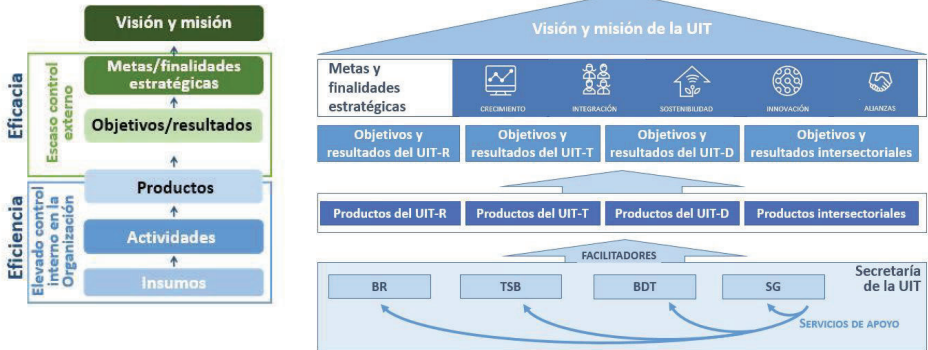 Visión y misión
Eficacia
Escaso control
externo
Metas/finalidades
estratégicas
Objetivos/resultados
Eficiencia
Elevado control
interno en la
Organización
Productos
Actividades
Insumos
Visión y misión de la UIT
Metas y
finalidades
estratégicas
CRECIMIENTO
INTEGRACIÓN
SOSTENIBILIDAD
INNOVACIÓN
ALIANZAS
Objetivos y
resultados del UIT-R
Objetivos y
resultados del UIT-T
Objetivos y
resultados del UIT-D
Objetivos y
resultados intersectoriales
Productos del UIT-R
Productos del UIT-T
Productos del UIT-D
Productos intersectoriales
FACILITADORES
Secretaría
de la UIT
BR
TSB
BDT
SG
SERVICIOS DE APOYO